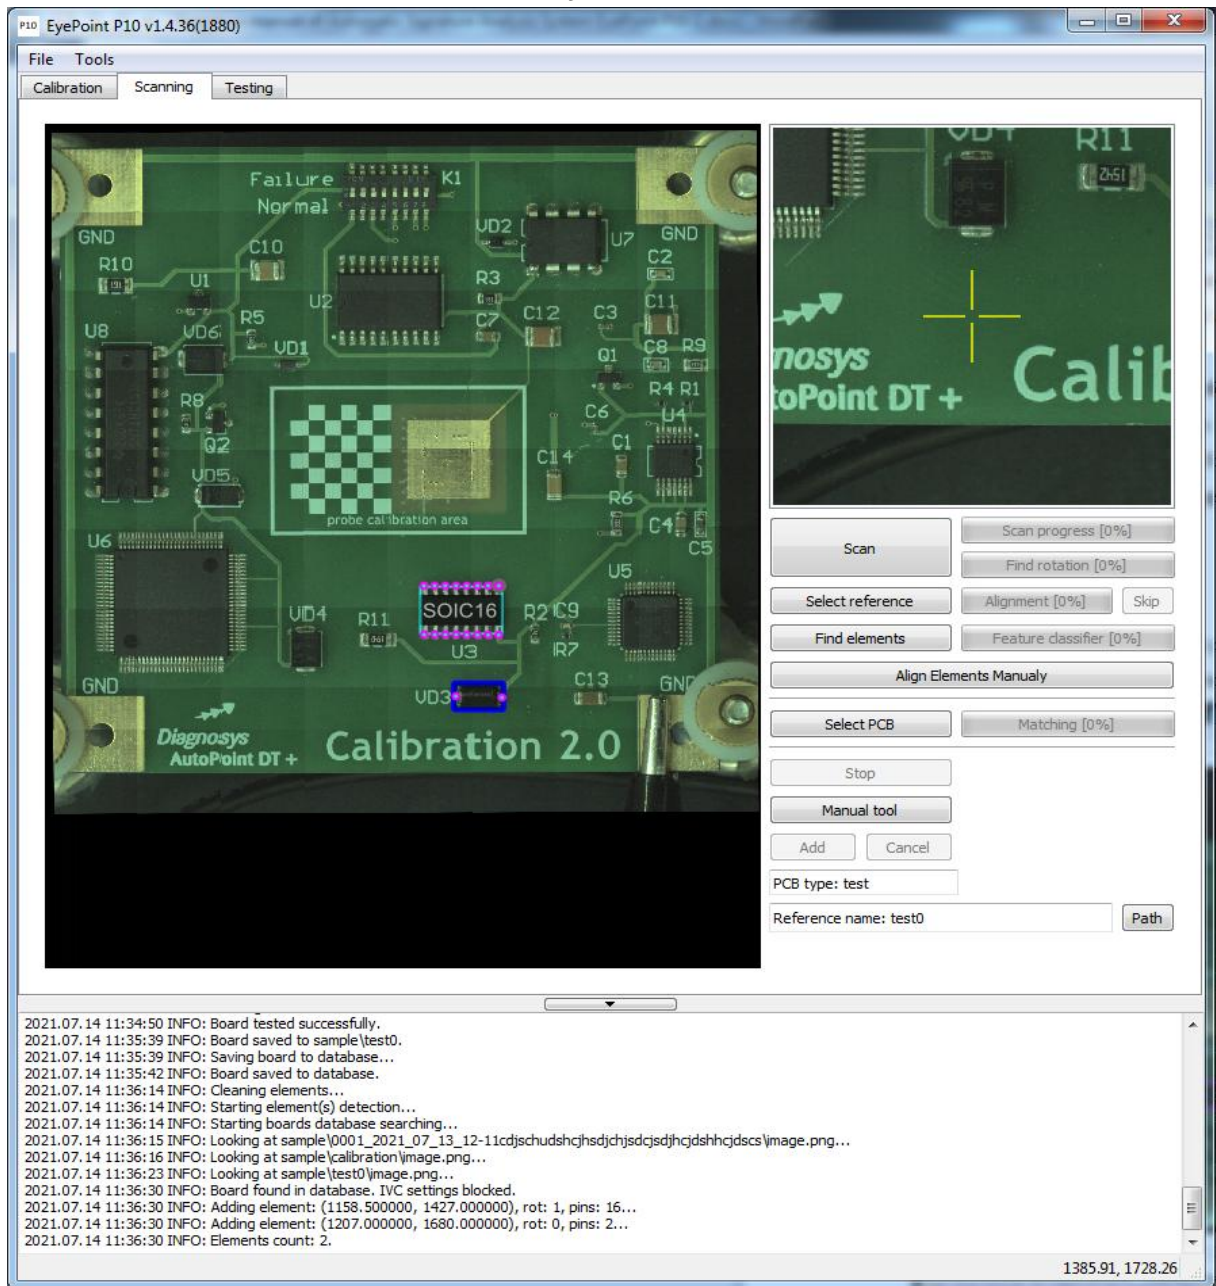 P10 EyePoint P10 v1.4.36(1880)
File Tools
Calibration Scanning Testing
Failure
Normal
K1
GND
C10
R10
U1
VD2
U7
GND
C2
R3
U2
C7
C12
C3
C11
U8
VD6
R5
VD1
Q1
C8 R9
R8
R4 R1
C6
U4
Q2
C14
C1
VD5
R6
probe calibration area
C4
C5
U6
U5
VD4
R11
SOIC16
R2
C9
U3
R7
GND
VD3
C13
GND
Diagnosys
AutoPoint DT +
Calibration 2.0
VD4
R11
nosys
toPoint DT +
Calib
Scan
Scan progress [0%]
Find rotation [0%]
Select reference
Alignment [0%]
Skip
Find elements
Feature classifier [0%]
Align Elements Manualy
Select PCB
Matching [0%]
Stop
Manual tool
Add
Cancel
PCB type: test
Reference name: test0
Path
2021.07.14 11:34:50 INFO: Board tested successfully.
2021.07.14 11:35:39 INFO: Board saved to sample\test0.
2021.07.14 11:35:39 INFO: Saving board to database...
2021.07.14 11:35:42 INFO: Board saved to database.
2021.07.14 11:36:14 INFO: Cleaning elements...
2021.07.14 11:36:14 INFO: Starting element(s) detection...
2021.07.14 11:36:14 INFO: Starting boards database searching...
2021.07.14 11:36:15 INFO: Looking at sample\0001_2021_07_13_12-11cdjschudshcjhsdjchjsdcjsdjhcjdshhcjdscs\image.png...
2021.07.14 11:36:16 INFO: Looking at sample\calibration\image.png...
2021.07.14 11:36:23 INFO: Looking at sample\test0\image.png...
2021.07.14 11:36:30 INFO: Board found in database. IVC settings blocked.
2021.07.14 11:36:30 INFO: Adding element: (1158.500000, 1427.000000), rot: 1, pins: 16...
2021.07.14 11:36:30 INFO: Adding element: (1207.000000, 1680.000000), rot: 0, pins: 2...
2021.07.14 11:36:30 INFO: Elements count: 2.
1385.91, 1728.26